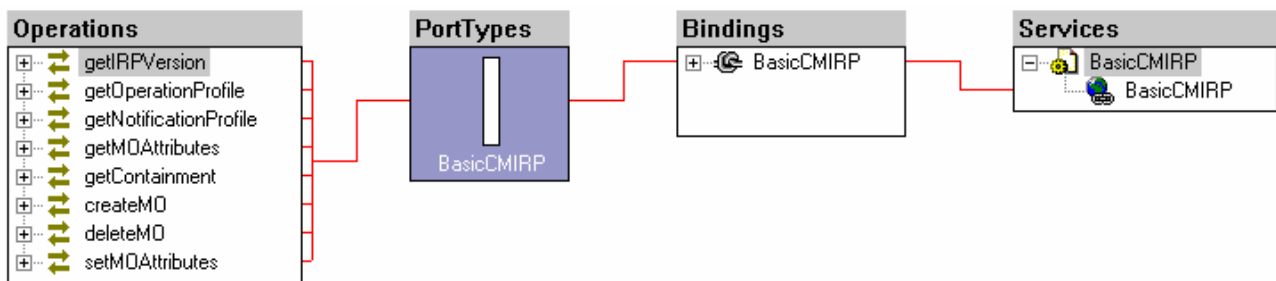 Operations
getIRPVersion
getOperationProfile
getNotificationProfile
getMOAttributes
getContainment
createMO
deleteMO
setMOAttributes
PortTypes
BasicCMIRP
Bindings
BasicCMIRP
Services
BasicCMIRP
BasicCMIRP